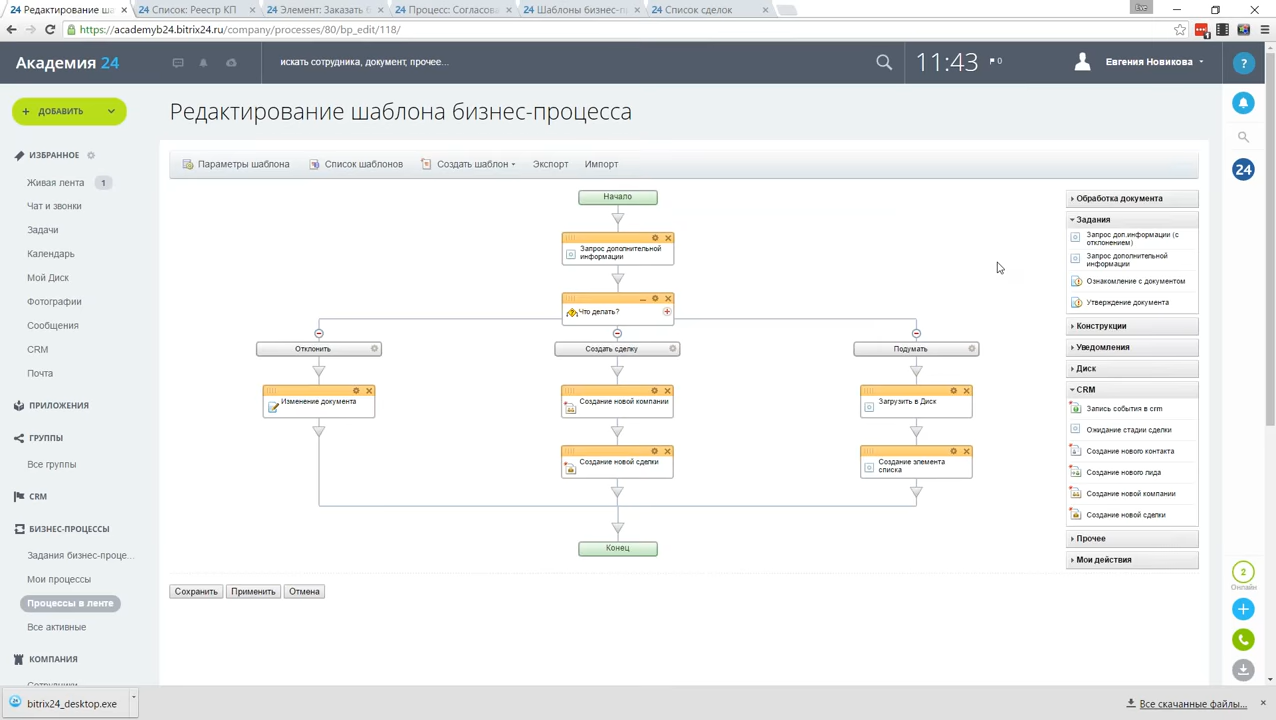 Редактирование ша
Список: Реестр КП
Элемент: Заказать
Процесс: Согласова
Шаблоны бизнес-п
Список сделок
https://academyb24.bitrix24.ru/company/processes/80/bp_edit/118/
Академия 24
искать сотрудника, документ, прочее...
11:43
0
Евгения Новикова
?
+ ДОБАВИТЬ
Редактирование шаблона бизнес-процесса
ИЗБРАННОЕ
Живая лента 1
Чат и звонки
Задачи
Календарь
Мой Диск
Фотографии
Сообщения
CRM
Почта
ПРИЛОЖЕНИЯ
ГРУППЫ
Все группы
CRM
БИЗНЕС-ПРОЦЕССЫ
Задания бизнес-проце...
Мои процессы
Процессы в ленте
Все активные
КОМПАНИЯ
Параметры шаблона
Список шаблонов
Создать шаблон
Экспорт
Импорт
Начало
Запрос дополнительной
информации
Что делать?
Отклонить
Создать сделку
Подумать
Изменение документа
Создание новой компании
Загрузить в Диск
Создание новой сделки
Создание элемента
списка
Конец
Сохранить
Применить
Отмена
Обработка документа
Задания
Запрос доп.информации (с
отклонением)
Запрос дополнительной
информации
Ознакомление с документом
Утверждение документа
Конструкции
Уведомления
Диск
CRM
Запись события в crm
Ожидание стадии сделки
Создание нового контакта
Создание нового лида
Создание новой компании
Создание новой сделки
Прочее
Мои действия
24
2
Онлайн
bitrix24_desktop.exe
Все скачанные файлы...